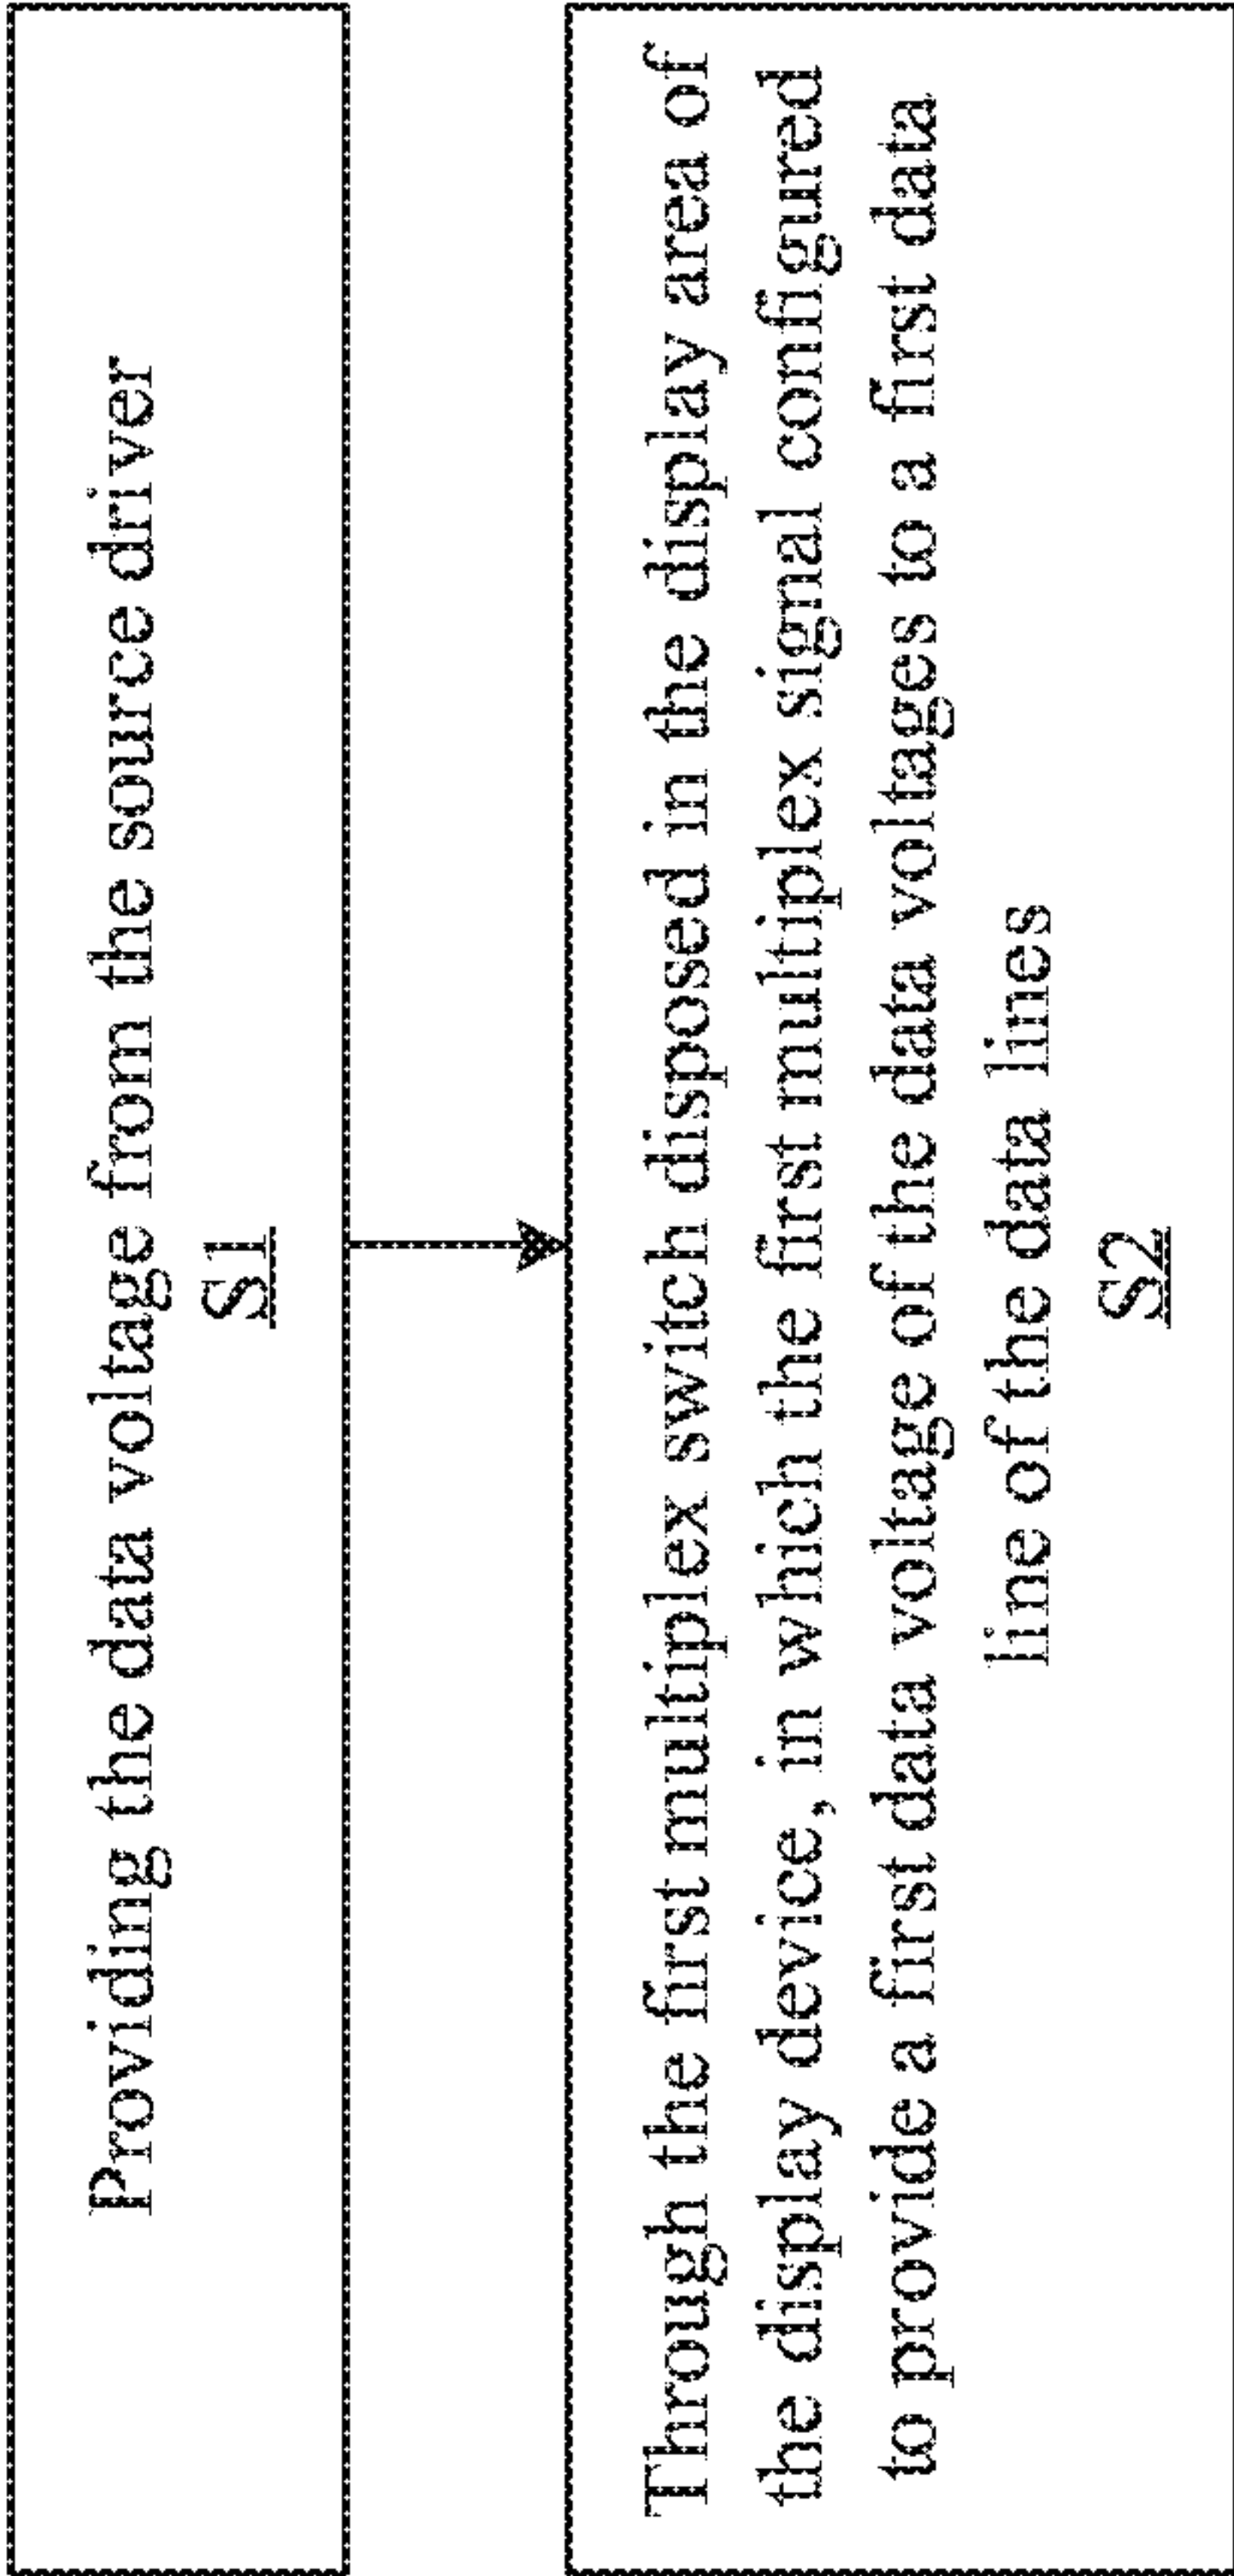 Providing the data voltage from the source driver
S1
Through the first multiplex switch disposed in the display area of
the display device, in which the first multiplex signal configured
to provide a first data voltage of the data voltages to a first data
line of the data lines
S2